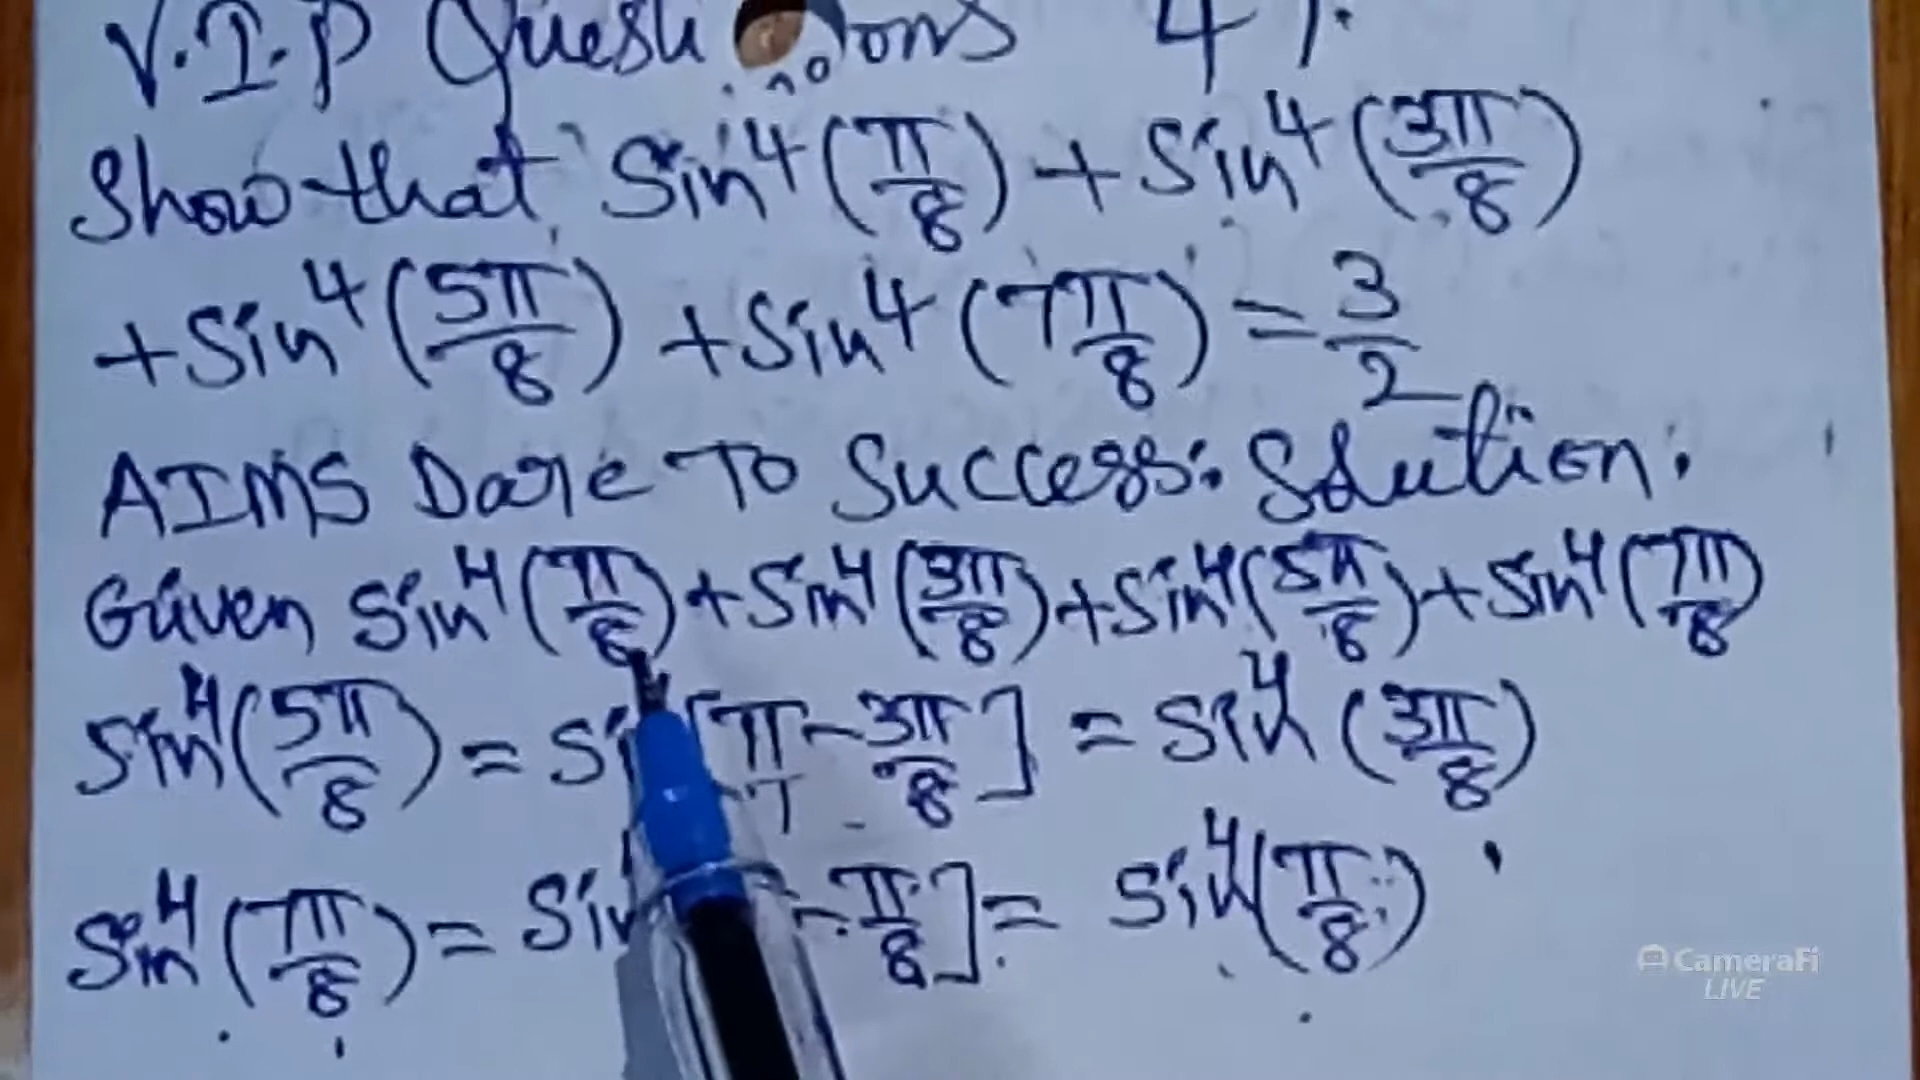 V.I.P Questions 4).
Show that Sin⁴(π/8) + Sin⁴(3π/8)
+ Sin⁴(5π/8) + Sin⁴(7π/8) = 3/2
AIMS Dare To Success: Solution.
Given Sin⁴(π/8) + Sin⁴(3π/8) + Sin⁴(5π/8) + Sin⁴(7π/8)
Sin⁴(5π/8) = Si [π - 3π/8] = Sin⁴(3π/8)
Sin⁴(7π/8) = Sin - π/8] = Sin⁴(π/8)
CameraFi
LIVE